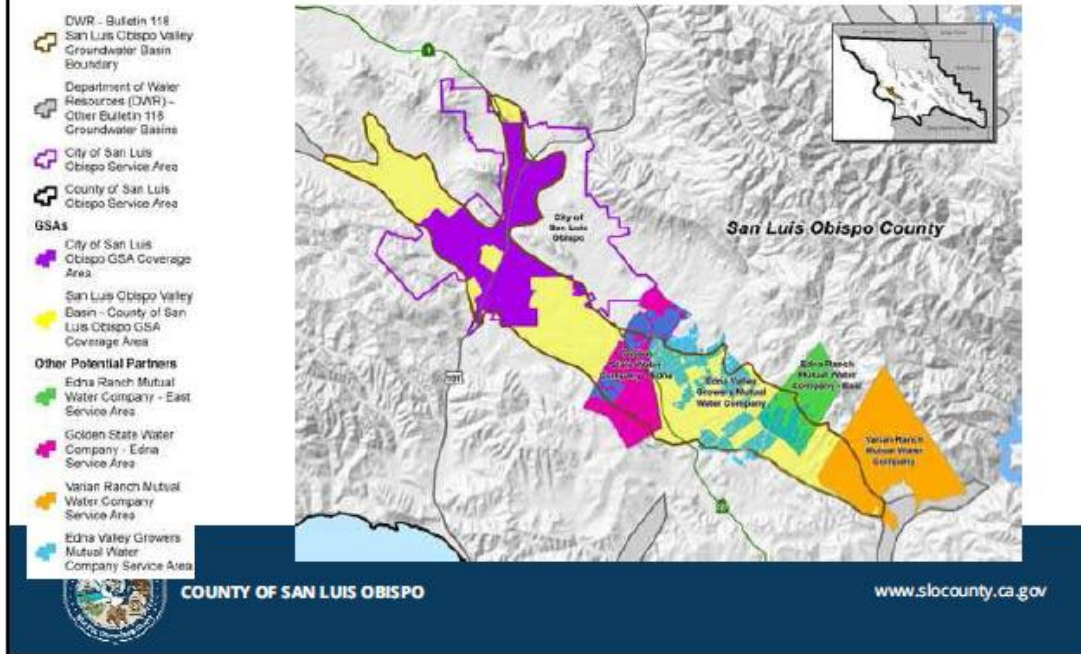 DWR - Bulletin 118
San Luis Obispo Valley
Groundwater Basin
Boundary
Department of Water
Resources (DWR) -
Other Bulletin 118
Groundwater Basins
City of San Luis
Obispo Service Area
County of San Luis
Obispo Service Area
GSAs
City of San Luis
Obispo GSA Coverage
Area
San Luis Obispo Valley
Basin - County of San
Luis Obispo GSA
Coverage Area
Other Potential Partners
Edna Ranch Mutual
Water Company - East
Service Area
Golden State Water
Company - Edna
Service Area
Varian Ranch Mutual
Water Company
Service Area
Edna Valley Growers
Mutual Water
Company Service Area
City of
San Luis
Obispo
San Luis Obispo County
101
Golden
State Water
Company - Edna
Edna Valley
Growers Mutual
Water Company
Edna Ranch
Mutual Water
Company - East
Varian Ranch
Mutual Water
Company
COUNTY OF SAN LUIS OBISPO
www.slocounty.ca.gov